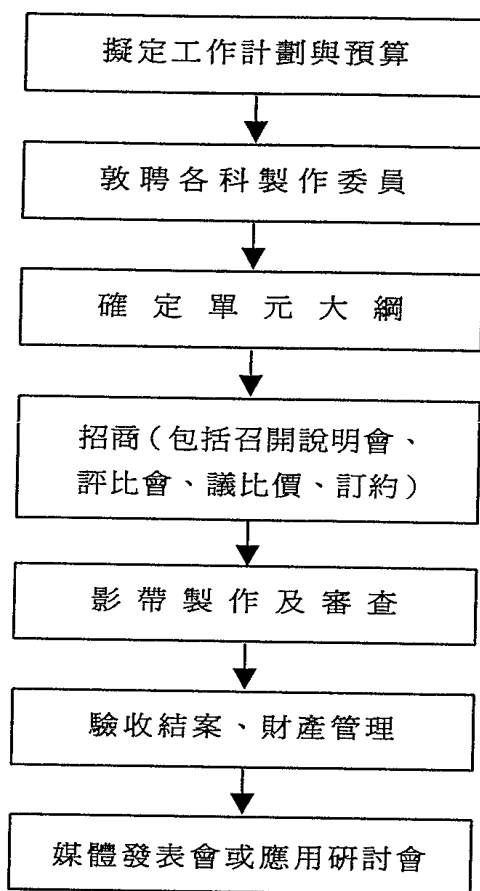 擬定工作計劃與預算
敦聘各科製作委員
確定單元大綱
招商(包括召開說明會、
評比會、議比價、訂約)
影帶製作及審查
驗收結案、財產管理
媒體發表會或應用研討會